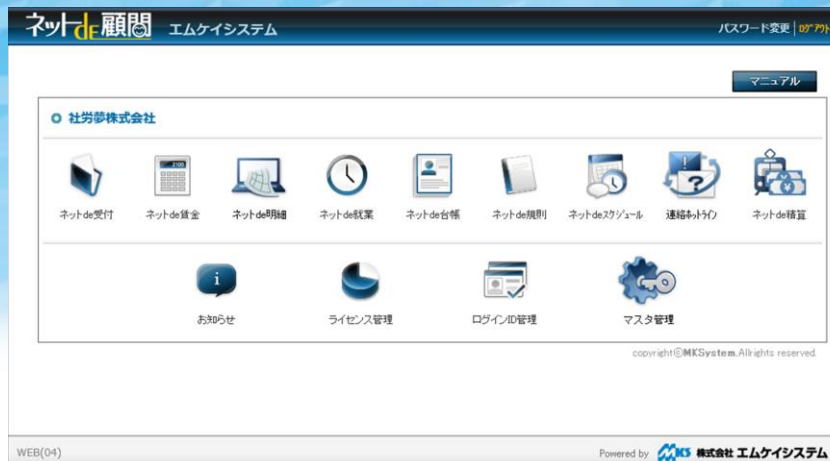 ネットde顧問 エムケイシステム
パスワード変更 | ログアウト
マニュアル
社労夢株式会社
ネットde受付 ネットde賃金 ネットde明細 ネットde就業 ネットde台帳 ネットde規則 ネットdeスケジュール 連絡ホットライン ネットde積算
お知らせ ライセンス管理 ログインID管理 マスタ管理
copyright©MKSystem.Allrights reserved.
WEB(04)
Powered by MKS 株式会社 エムケイシステム